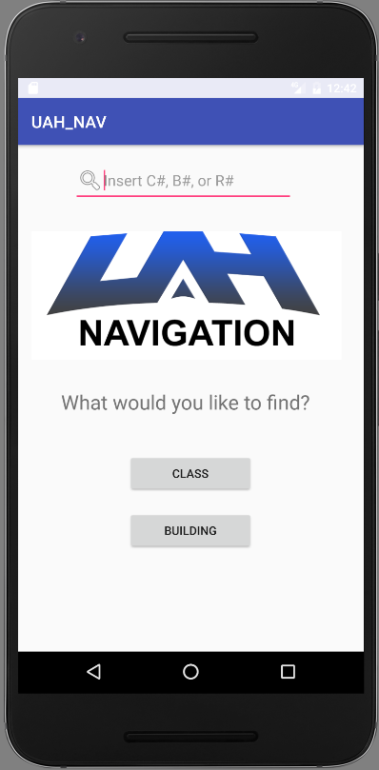 12:42
UAH_NAV
Insert C#, B#, or R#
UAH
NAVIGATION
What would you like to find?
CLASS
BUILDING